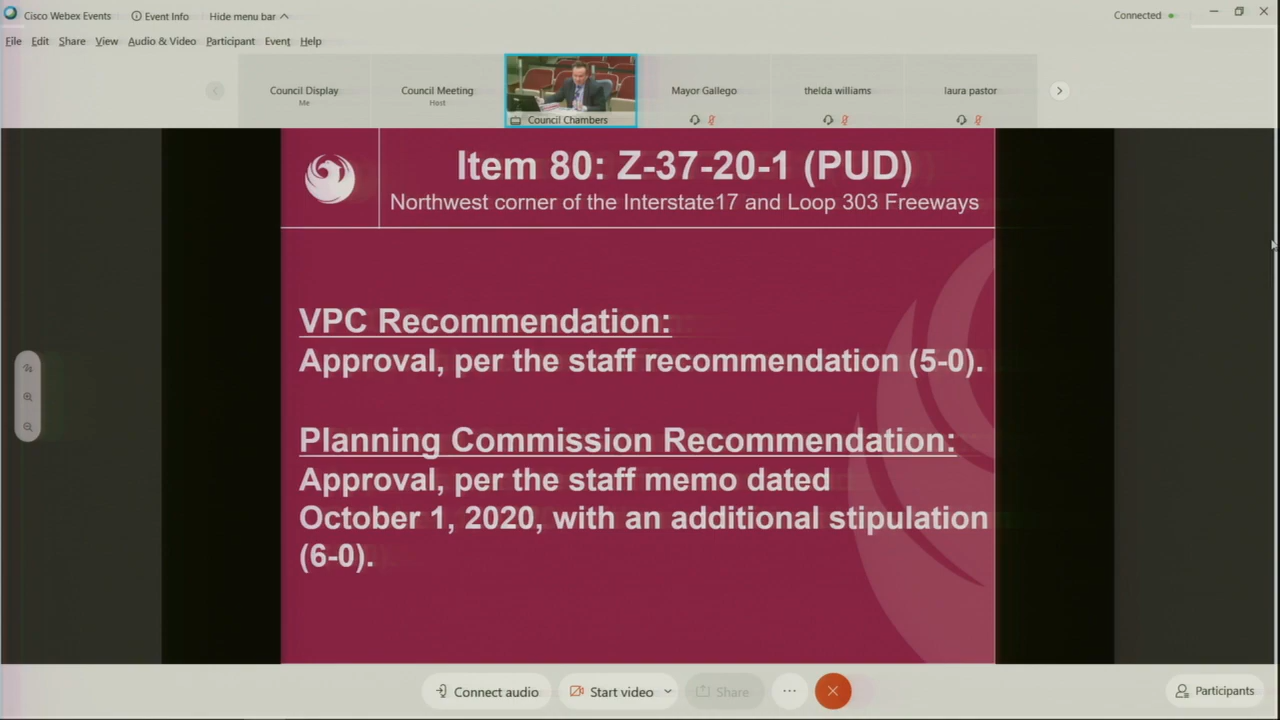 Cisco Webex Events
Event Info
Hide menu bar
Connected
File Edit Share View Audio & Video Participant Event Help
Council Display
Me
Council Meeting
Host
Council Chambers
Mayor Gallego
thelda williams
laura pastor
Item 80: Z-37-20-1 (PUD)
Northwest corner of the Interstate17 and Loop 303 Freeways
VPC Recommendation:
Approval, per the staff recommendation (5-0).
Planning Commission Recommendation:
Approval, per the staff memo dated
October 1, 2020, with an additional stipulation
(6-0).
Connect audio
Start video
Share
Participants